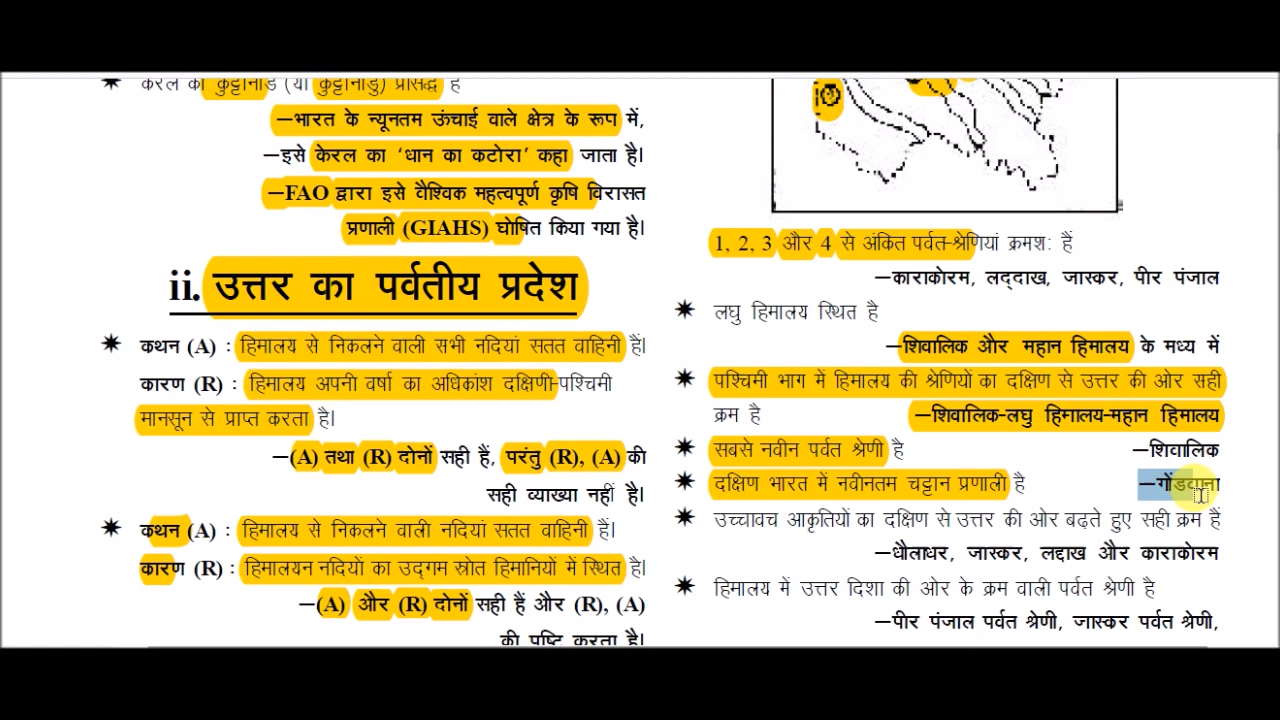 ✷ केरल का कुट्टानाड (या कुट्टानाडु) प्रसिद्ध है
–भारत के न्यूनतम ऊंचाई वाले क्षेत्र के रूप में,
–इसे केरल का ‘धान का कटोरा’ कहा जाता है।
–FAO द्वारा इसे वैश्विक महत्वपूर्ण कृषि विरासत
प्रणाली (GIAHS) घोषित किया गया है।
ii. उत्तर का पर्वतीय प्रदेश
✷ कथन (A) : हिमालय से निकलने वाली सभी नदियां सतत वाहिनी हैं।
कारण (R) : हिमालय अपनी वर्षा का अधिकांश दक्षिणी-पश्चिमी
मानसून से प्राप्त करता है।
–(A) तथा (R) दोनों सही हैं, परंतु (R), (A) की
सही व्याख्या नहीं है।
✷ कथन (A) : हिमालय से निकलने वाली नदियां सतत वाहिनी हैं।
कारण (R) : हिमालयन नदियों का उद्गम स्रोत हिमानियों में स्थित है।
–(A) और (R) दोनों सही हैं और (R), (A)
की पुष्टि करता है।
1, 2, 3 और 4 से अंकित पर्वत-श्रेणियां क्रमश: हैं
–काराकोरम, लद्दाख, जास्कर, पीर पंजाल
✷ लघु हिमालय स्थित है
–शिवालिक और महान हिमालय के मध्य में
✷ पश्चिमी भाग में हिमालय की श्रेणियों का दक्षिण से उत्तर की ओर सही
क्रम है –शिवालिक-लघु हिमालय-महान हिमालय
✷ सबसे नवीन पर्वत श्रेणी है –शिवालिक
✷ दक्षिण भारत में नवीनतम चट्टान प्रणाली है –गोंडवाना
✷ उच्चावच आकृतियों का दक्षिण से उत्तर की ओर बढ़ते हुए सही क्रम हैं
–धौलाधर, जास्कर, लद्दाख और काराकोरम
✷ हिमालय में उत्तर दिशा की ओर के क्रम वाली पर्वत श्रेणी है
–पीर पंजाल पर्वत श्रेणी, जास्कर पर्वत श्रेणी,